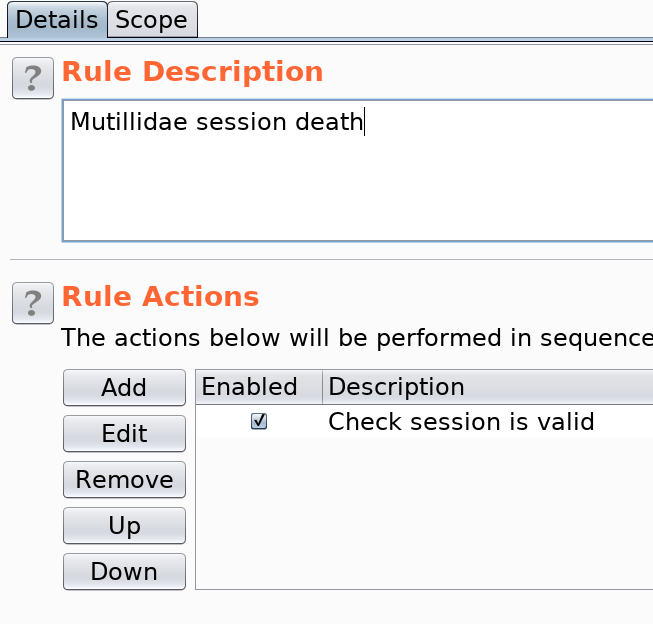 Details Scope
? Rule Description
Mutillidae session death
? Rule Actions
The actions below will be performed in sequence
Add
Enabled Description
Check session is valid
Edit
Remove
Up
Down